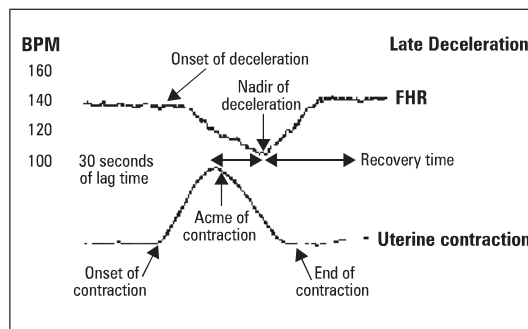 BPM
Late Deceleration
Onset of deceleration
160
Nadir of
deceleration
FHR
140
120
100
30 seconds
of lag time
Recovery time
Acme of
contraction
Uterine contraction
Onset of
contraction
End of
contraction